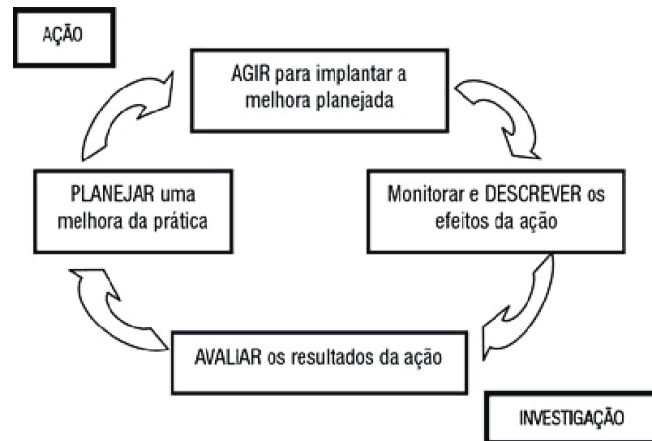 AÇÃO
AGIR para implantar a
melhora planejada
PLANEJAR uma
melhora da prática
Monitorar e DESCREVER os
efeitos da ação
AVALIAR os resultados da ação
INVESTIGAÇÃO